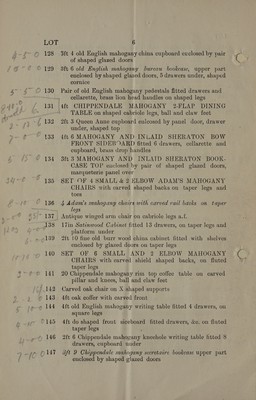 LOT 6
128 5ft 4 old English mahogany china cupboard enclosed by pair
of shaped glazed doors
129 3ft 6 old English mahogany bureau bookcase, upper part
enclosed by shaped glazed doors, 3 drawers under, shaped
cornice
130 Pair of old English mahogany pedestals fitted drawers and
cellarette, brass lion head handles on shaped legs
131 4ft CHIPPENDALE MAHOGANY 2-FLAP DINING
TABLE on shaped cabriole legs, ball and claw feet
132 2ft 3 Queen Anne cupboard enclosed by panel door, drawer
under, shaped top
133 4ft 6 MAHOGANY AND INLAID SHERATON BOW
FRONT SIDEBOARD fitted 6 drawers, cellarette and
cupboard, brass drop handles
134 3ft 3 MAHOGANY AND INLAID SHERATON BOOK-
CASE TOP enclosed by pair of shaped glazed doors,
marqueterie panel over
135 SET OF 4 SMALL & 2 ELBOW ADAM'S MAHOGANY
CHAIRS with carved shaped backs on taper legs and
toes
136 4 Adam's mahogany chairs with carved rail backs on taper
legs
137 Antique winged arm chair on cabriole legs a.f.
138 17in Satinwood Cabinet fitted 13 drawers, on taper legs and
platform under
139 2ft 10 fine old burr wood china cabinet fitted with shelves
enclosed by glazed doors on taper legs
140 SET OF 6 SMALL AND 2 ELBOW MAHOGANY
CHAIRS with carved shield shaped backs, on fluted
taper legs
141 20 Chippendale mahogany rim top coffee table on carved
pillar and knees, ball and claw feet
142 Carved oak chair on X shaped supports
143 4ft oak coffer with carved front
144 4ft old English mahogany writing table fitted 4 drawers, on
square legs
145 4ft do shaped front sideboard fitted drawers, &c. on fluted
taper legs
146 2ft 6 Chippendale mahogany kneehole writing table fitted 8
drawers, cupboard under
147 3ft 9 Chippendale mahogany secretaire bookcase upper part
enclosed by shaped glazed doors